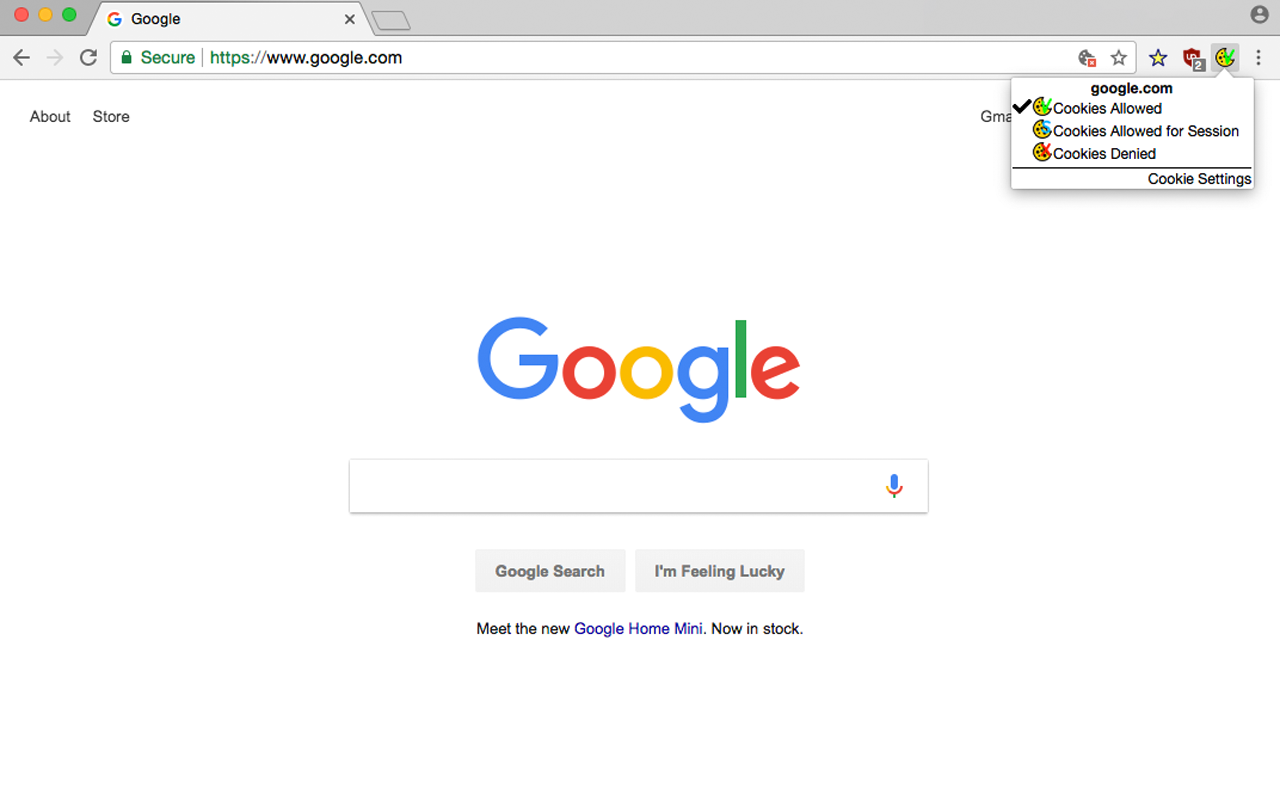 Google
Secure https://www.google.com
2
google.com
Cookies Allowed
Cookies Allowed for Session
Cookies Denied
Cookie Settings
About Store
Gma
Google
Google Search I'm Feeling Lucky
Meet the new Google Home Mini. Now in stock.